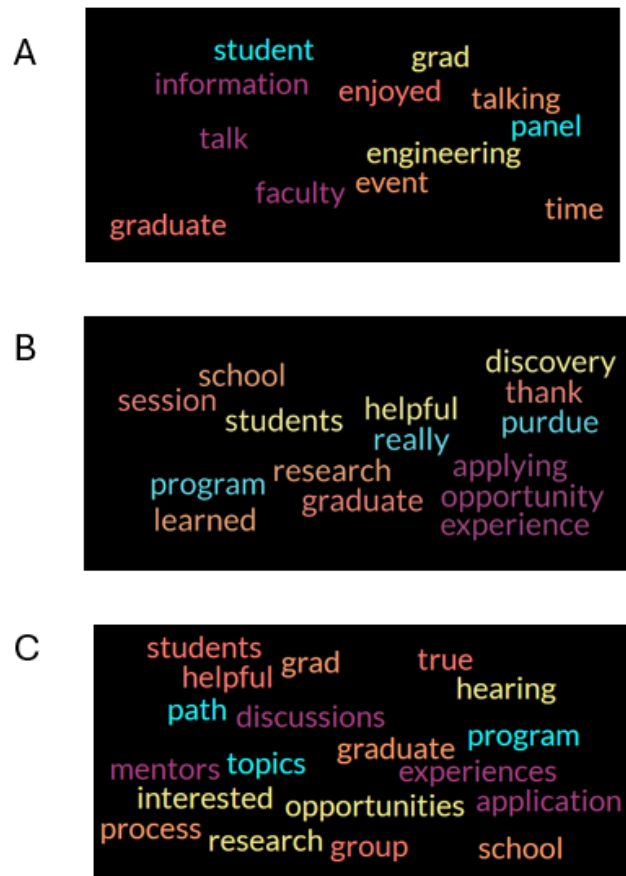 A
student
grad
information
enjoyed
talking
panel
talk
engineering
event
faculty
time
graduate
B
discovery
school
thank
session
helpful
students
purdue
really
applying
research
program
graduate
opportunity
learned
experience
C
students
grad
true
helpful
hearing
path
discussions
program
graduate
mentors
topics
experiences
interested
opportunities
application
process
research
group
school